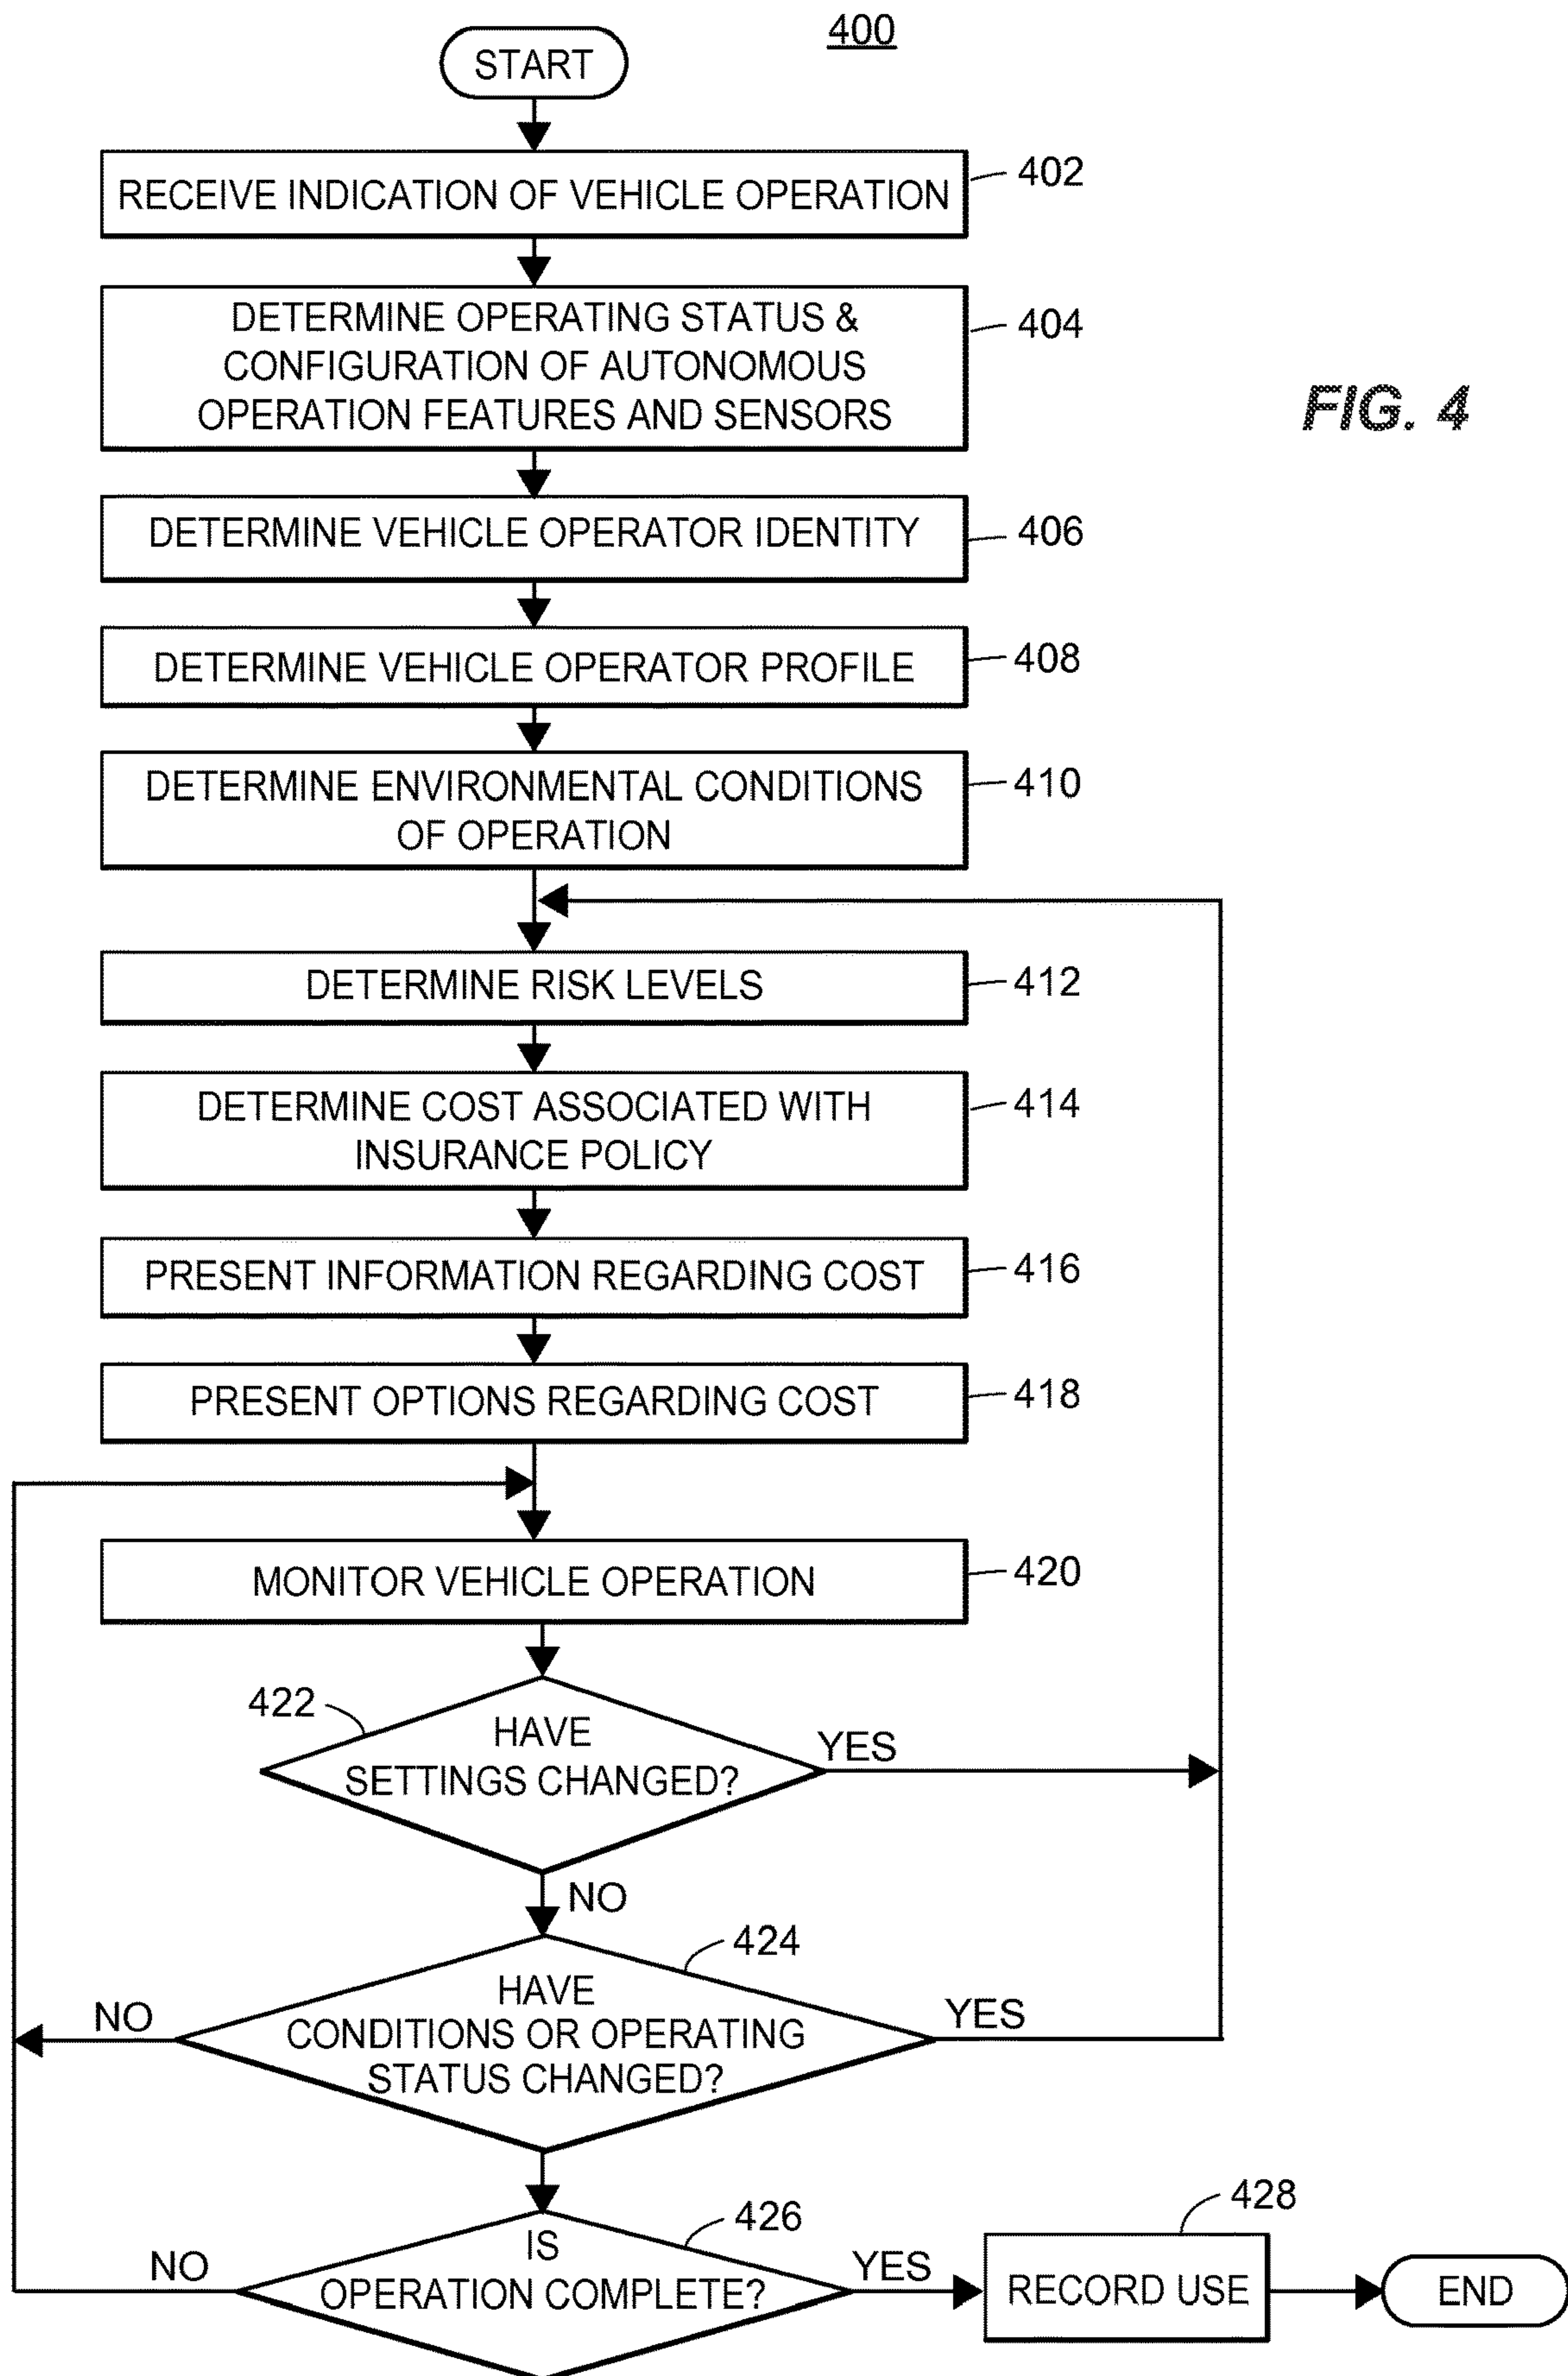 400
START
RECEIVE INDICATION OF VEHICLE OPERATION
402
DETERMINE OPERATING STATUS &
CONFIGURATION OF AUTONOMOUS
OPERATION FEATURES AND SENSORS
404
FIG. 4
DETERMINE VEHICLE OPERATOR IDENTITY
406
DETERMINE VEHICLE OPERATOR PROFILE
408
DETERMINE ENVIRONMENTAL CONDITIONS
OF OPERATION
410
DETERMINE RISK LEVELS
412
DETERMINE COST ASSOCIATED WITH
INSURANCE POLICY
414
PRESENT INFORMATION REGARDING COST
416
PRESENT OPTIONS REGARDING COST
418
MONITOR VEHICLE OPERATION
420
422
HAVE
SETTINGS CHANGED?
YES
NO
424
HAVE
CONDITIONS OR OPERATING
STATUS CHANGED?
NO
YES
426
IS
OPERATION COMPLETE?
NO
YES
428
RECORD USE
END